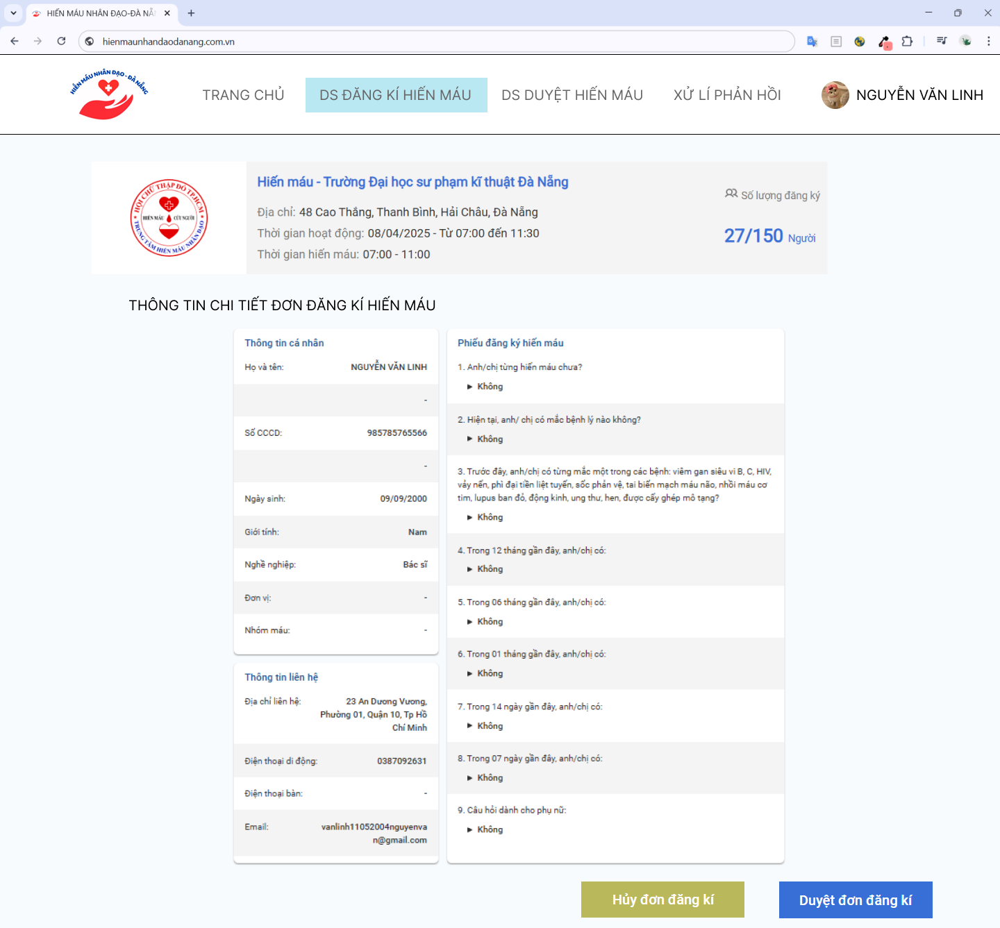 HIẾN MÁU NHÂN ĐẠO-ĐÀ NẴ
hienmaunhandaodanang.com.vn
HIẾN MÁU NHÂN ĐẠO - ĐÀ NẴNG
TRANG CHỦ
DS ĐĂNG KÍ HIẾN MÁU
DS DUYỆT HIẾN MÁU
XỬ LÍ PHẢN HỒI
NGUYỄN VĂN LINH
HỘI CHỮ THẬP ĐỎ TP.HCM
HIẾN MÁU CỨU NGƯỜI
TRUNG TÂM HIẾN MÁU NHÂN ĐẠO
Hiến máu - Trường Đại học sư phạm kĩ thuật Đà Nẵng
Địa chỉ: 48 Cao Thắng, Thanh Bình, Hải Châu, Đà Nẵng
Thời gian hoạt động: 08/04/2025 - Từ 07:00 đến 11:30
Thời gian hiến máu: 07:00 - 11:00
Số lượng đăng ký
27/150 Người
THÔNG TIN CHI TIẾT ĐƠN ĐĂNG KÍ HIẾN MÁU
Thông tin cá nhân
Họ và tên: NGUYỄN VĂN LINH
-
Số CCCD: 985785765566
-
Ngày sinh: 09/09/2000
Giới tính: Nam
Nghề nghiệp: Bác sĩ
Đơn vị: -
Nhóm máu: -
Thông tin liên hệ
Địa chỉ liên hệ: 23 An Dương Vương,
Phường 01, Quận 10, Tp Hồ
Chí Minh
Điện thoại di động: 0387092631
Điện thoại bàn: -
Email: vanlinh11052004nguyenva
n@gmail.com
Phiếu đăng ký hiến máu
1. Anh/chị từng hiến máu chưa?
Không
2. Hiện tại, anh/ chị có mắc bệnh lý nào không?
Không
3. Trước đây, anh/chị có từng mắc một trong các bệnh: viêm gan siêu vi B, C, HIV,
vảy nến, phì đại tiền liệt tuyến, sốc phản vệ, tai biến mạch máu não, nhồi máu cơ
tim, lupus ban đỏ, động kinh, ung thư, hen, được cấy ghép mô tạng?
Không
4. Trong 12 tháng gần đây, anh/chị có:
Không
5. Trong 06 tháng gần đây, anh/chị có:
Không
6. Trong 01 tháng gần đây, anh/chị có:
Không
7. Trong 14 ngày gần đây, anh/chị có:
Không
8. Trong 07 ngày gần đây, anh/chị có:
Không
9. Câu hỏi dành cho phụ nữ:
Không
Hủy đơn đăng kí
Duyệt đơn đăng kí